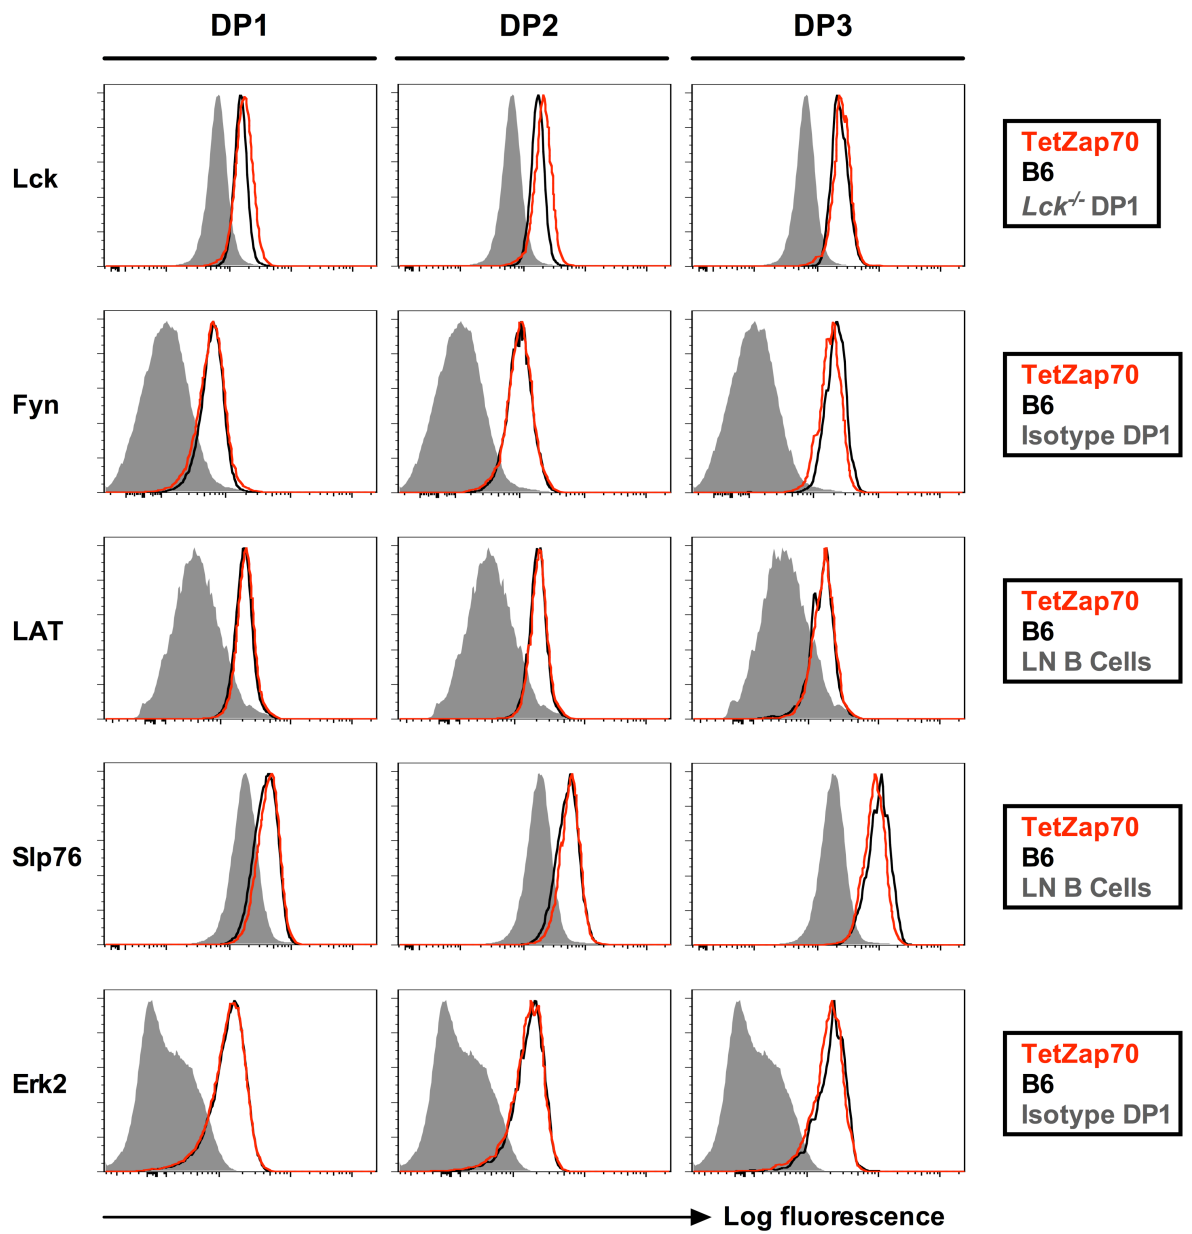 DP1 DP2 DP3
Lck
TetZap70
B6
Lck-/- DP1
Fyn
TetZap70
B6
Isotype DP1
LAT
TetZap70
B6
LN B Cells
Slp76
TetZap70
B6
LN B Cells
Erk2
TetZap70
B6
Isotype DP1
Log fluorescence